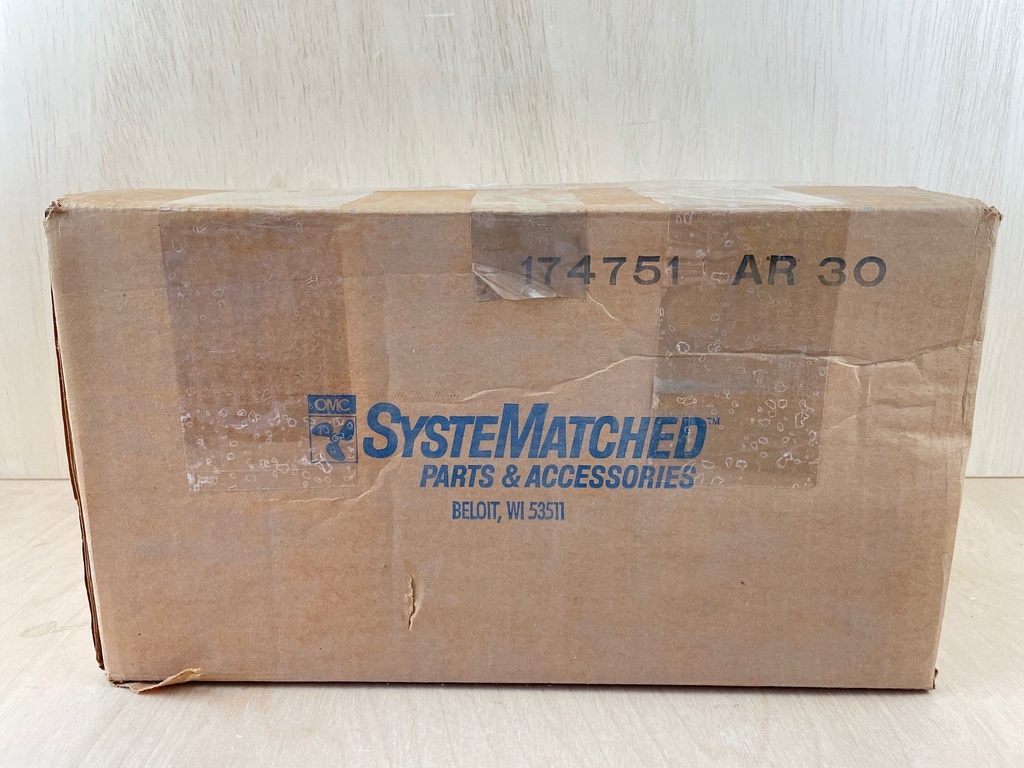 174751 AR 30
OMC
SYSTEMATCHED™
PARTS & ACCESSORIES
BELOIT, WI 53511